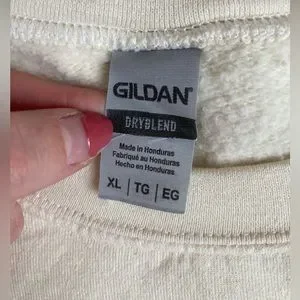 GILDAN
DRYBLEND
Made in Honduras
Fabriqué au Honduras
Hecho en Honduras
XL | TG | EG